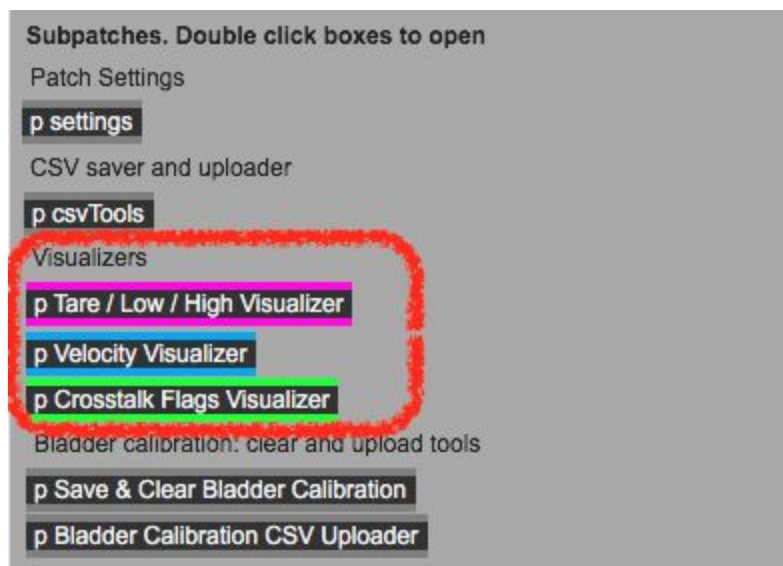 Subpatches. Double click boxes to open
Patch Settings
p settings
CSV saver and uploader
p csvTools
Visualizers
p Tare / Low / High Visualizer
p Velocity Visualizer
p Crosstalk Flags Visualizer
Bladder calibration: clear and upload tools
p Save & Clear Bladder Calibration
p Bladder Calibration CSV Uploader